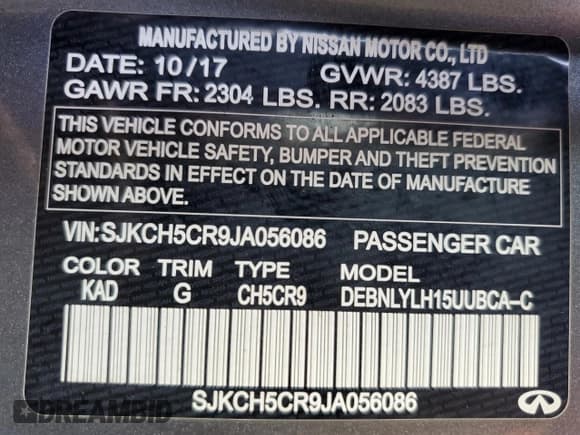 MANUFACTURED BY NISSAN MOTOR CO., LTD
DATE: 10/17 GVWR: 4387 LBS.
GAWR FR: 2304 LBS. RR: 2083 LBS.
THIS VEHICLE CONFORMS TO ALL APPLICABLE FEDERAL
MOTOR VEHICLE SAFETY, BUMPER AND THEFT PREVENTION
STANDARDS IN EFFECT ON THE DATE OF MANUFACTURE
SHOWN ABOVE.
VIN: SJKCH5CR9JA056086 PASSENGER CAR
COLOR TRIM TYPE MODEL
KAD G CH5CR9 DEBNLYLH15UUBCA-C
SJKCH5CR9JA056086
DREAMBID